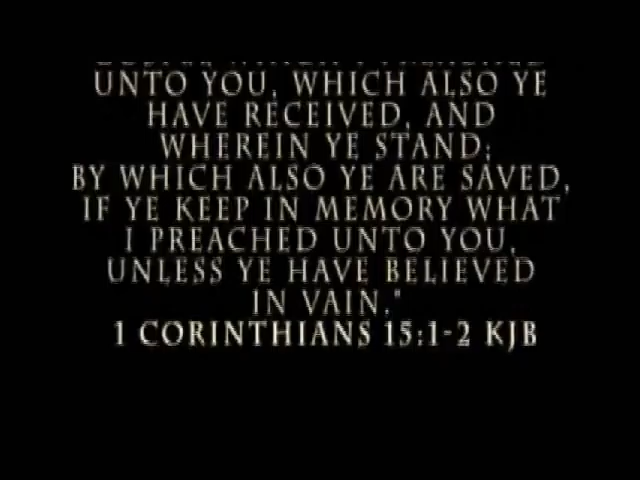 UNTO YOU, WHICH ALSO YE
HAVE RECEIVED, AND
WHEREIN YE STAND;
BY WHICH ALSO YE ARE SAVED,
IF YE KEEP IN MEMORY WHAT
I PREACHED UNTO YOU,
UNLESS YE HAVE BELIEVED
IN VAIN."
1 CORINTHIANS 15:1-2 KJB